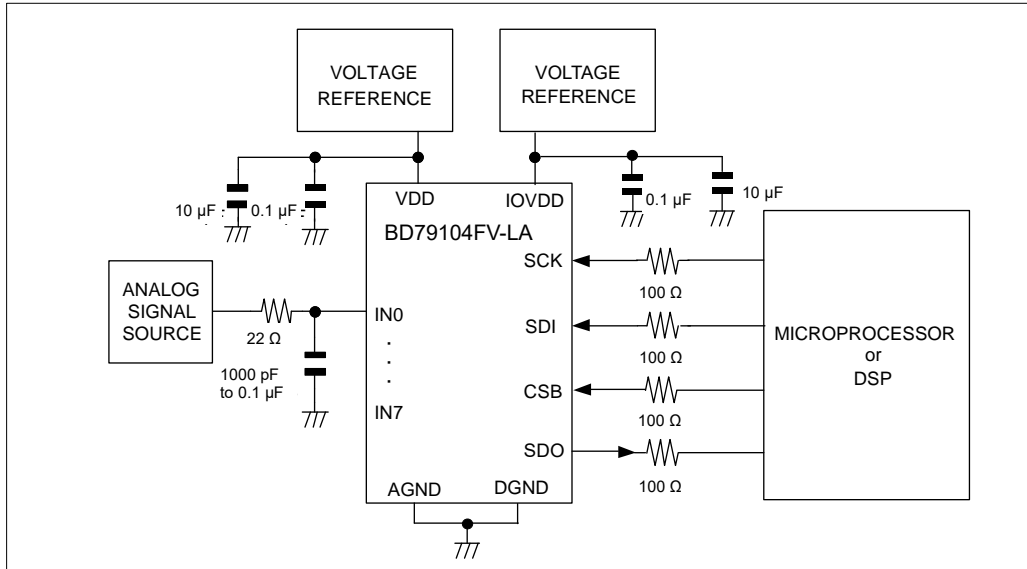 VOLTAGE
REFERENCE
VOLTAGE
REFERENCE
10 µF
0.1 µF
VDD
IOVDD
0.1 µF
10 µF
BD79104FV-LA
SCK
100 Ω
ANALOG
SIGNAL
SOURCE
22 Ω
IN0
1000 pF
to 0.1 µF
IN7
SDI
100 Ω
CSB
100 Ω
SDO
100 Ω
MICROPROCESSOR
or
DSP
AGND
DGND